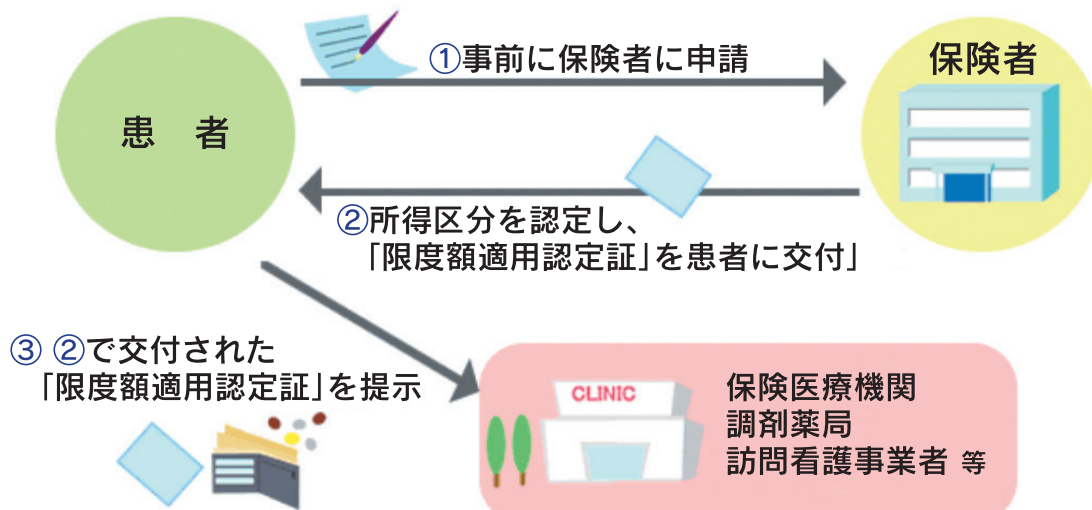 患　者
①事前に保険者に申請
保険者
②所得区分を認定し、
「限度額適用認定証」を患者に交付」
③ ②で交付された
「限度額適用認定証」を提示
CLINIC
保険医療機関
調剤薬局
訪問看護事業者 等